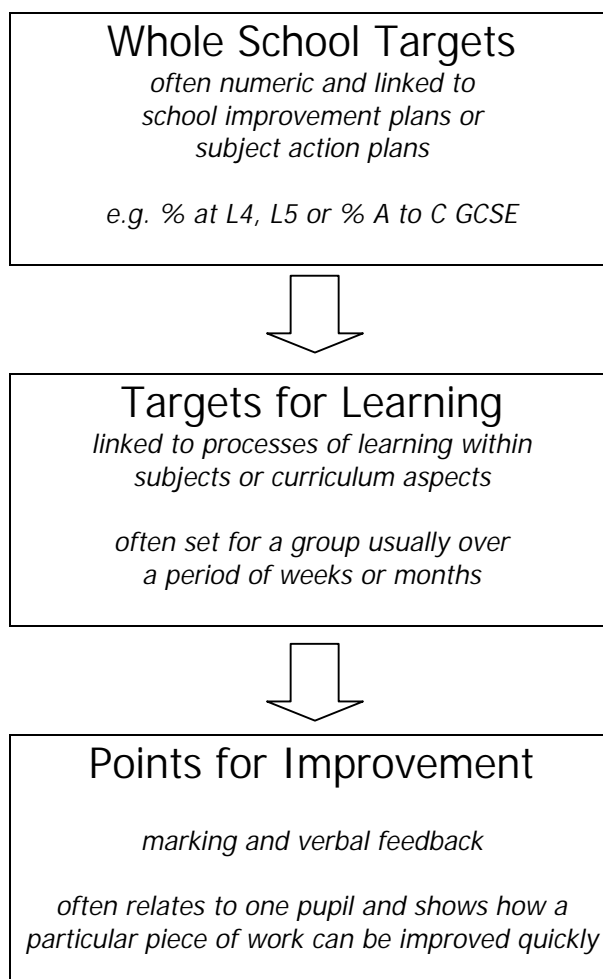 Whole School Targets
often numeric and linked to
school improvement plans or
subject action plans
e.g. % at L4, L5 or % A to C GCSE
Targets for Learning
linked to processes of learning within
subjects or curriculum aspects
often set for a group usually over
a period of weeks or months
Points for Improvement
marking and verbal feedback
often relates to one pupil and shows how a
particular piece of work can be improved quickly